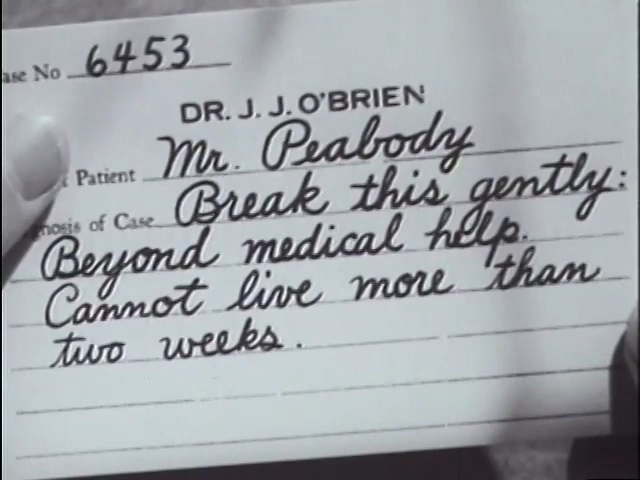 ase No 6453
DR. J. J. O'BRIEN
Patient Mr. Peabody
nosis of Case Break this gently:
Beyond medical help.
Cannot live more than
two weeks.